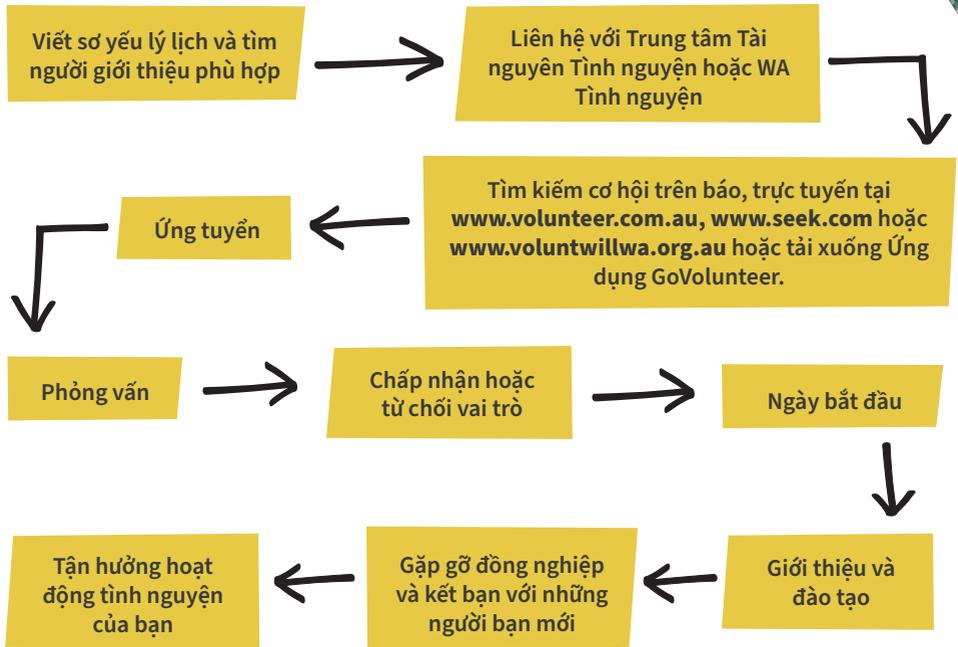 Viết sơ yếu lý lịch và tìm
người giới thiệu phù hợp
Liên hệ với Trung tâm Tài
nguyên Tình nguyện hoặc WA
Tình nguyện
Tìm kiếm cơ hội trên báo, trực tuyến tại
www.volunteer.com.au, www.seek.com hoặc
www.voluntwillwa.org.au hoặc tải xuống Ứng
dụng GoVolunteer.
Ứng tuyển
Phỏng vấn
Chấp nhận hoặc
từ chối vai trò
Ngày bắt đầu
Giới thiệu và
đào tạo
Gặp gỡ đồng nghiệp
và kết bạn với những
người bạn mới
Tận hưởng hoạt
động tình nguyện
của bạn